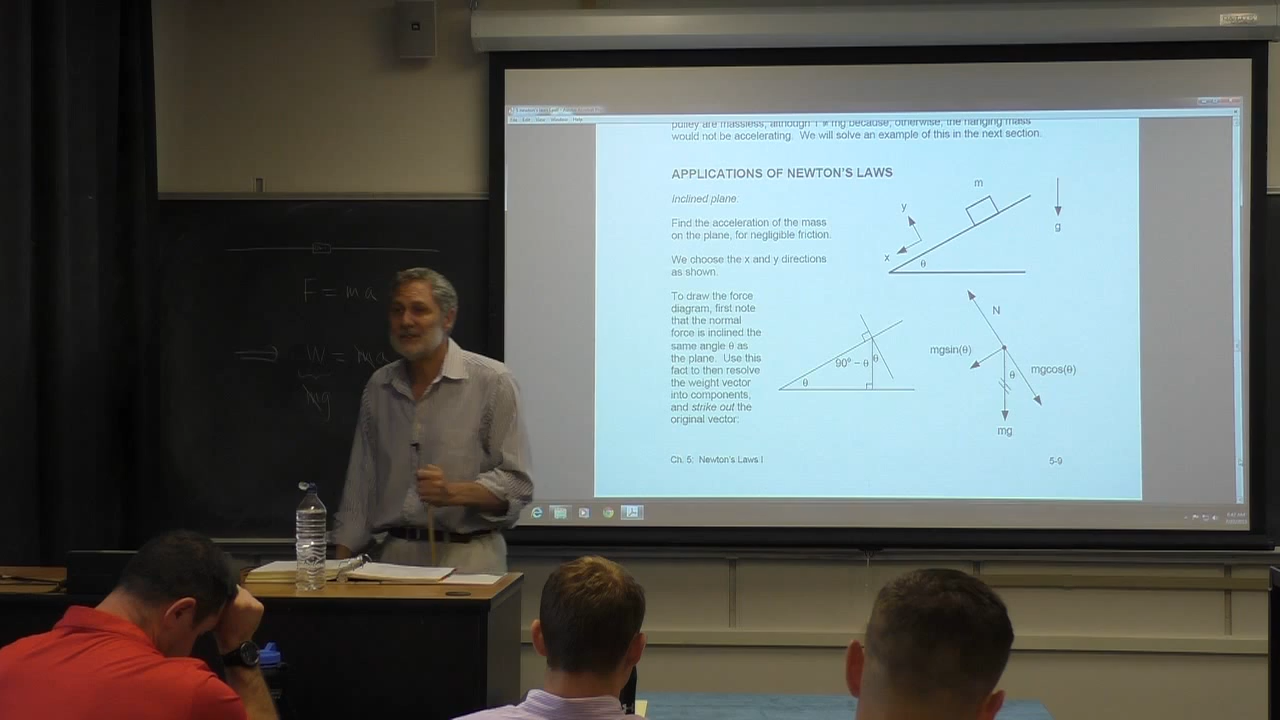 pulley are massless, although T ≠ mg because, otherwise, the hanging mass
would not be accelerating. We will solve an example of this in the next section.
APPLICATIONS OF NEWTON'S LAWS
Inclined plane.
Find the acceleration of the mass
on the plane, for negligible friction.
We choose the x and y directions
as shown.
To draw the force
diagram, first note
that the normal
force is inclined the
same angle θ as
the plane. Use this
fact to then resolve
the weight vector
into components,
and strike out the
original vector:
m
y
x
θ
g
90° – θ
θ
θ
N
mgsin(θ)
θ
mgcos(θ)
mg
Ch. 5: Newton's Laws I
5-9
F = ma
⇒ W = ma
mg